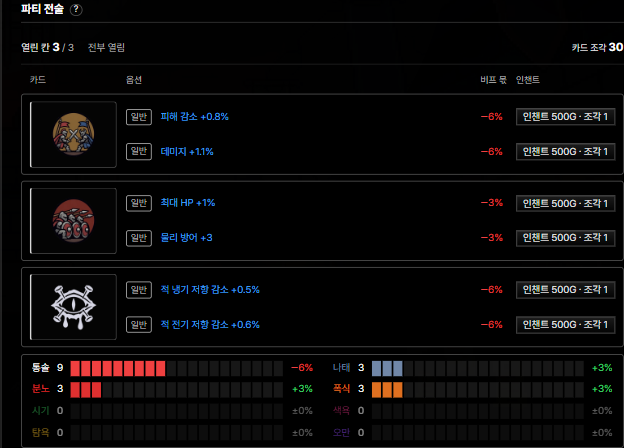 파티 전술 ?
열린 칸 3 / 3 전부 열림 카드 조각 30
카드 옵션 버프 몫 인챈트
일반 피해 감소 +0.8% −6% 인챈트 500G · 조각 1
일반 데미지 +1.1% −6% 인챈트 500G · 조각 1
일반 최대 HP +1% −3% 인챈트 500G · 조각 1
일반 물리 방어 +3 −3% 인챈트 500G · 조각 1
일반 적 냉기 저항 감소 +0.5% −6% 인챈트 500G · 조각 1
일반 적 전기 저항 감소 +0.6% −6% 인챈트 500G · 조각 1
통솔 9 −6% 나태 3 +3%
분노 3 +3% 폭식 3 +3%
시기 0 ±0% 색욕 0 ±0%
탐욕 0 ±0% 오만 0 ±0%